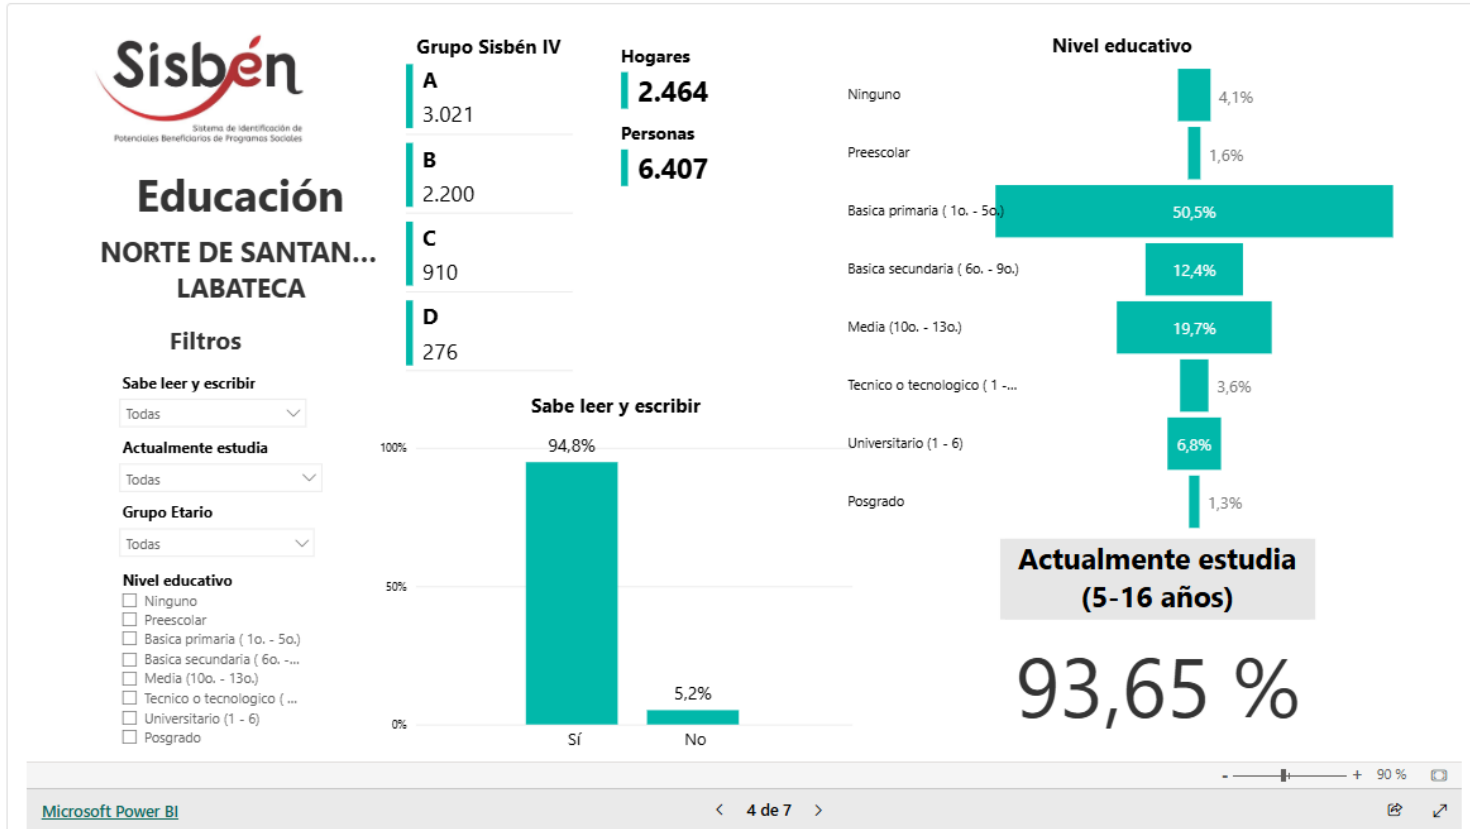 Sisbén
Sistema de Identificación de
Potenciales Beneficiarios de Programas Sociales
Educación
NORTE DE SANTAN...
LABATECA
Filtros
Sabe leer y escribir
Todas
Actualmente estudia
Todas
Grupo Etario
Todas
Nivel educativo
Ninguno
Preescolar
Basica primaria ( 1o. - 5o.)
Basica secundaria ( 6o. -...
Media (10o. - 13o.)
Tecnico o tecnologico ( ...
Universitario (1 - 6)
Posgrado
Grupo Sisbén IV
A
3.021
B
2.200
C
910
D
276
Hogares
2.464
Personas
6.407
Sabe leer y escribir
100%
50%
0%
94,8%
5,2%
Sí
No
Nivel educativo
Ninguno
4,1%
Preescolar
1,6%
Basica primaria ( 1o. - 5o.)
50,5%
Basica secundaria ( 6o. - 9o.)
12,4%
Media (10o. - 13o.)
19,7%
Tecnico o tecnologico ( 1 -...
3,6%
Universitario (1 - 6)
6,8%
Posgrado
1,3%
Actualmente estudia
(5-16 años)
93,65 %
- + 90 %
Microsoft Power BI
< 4 de 7 >